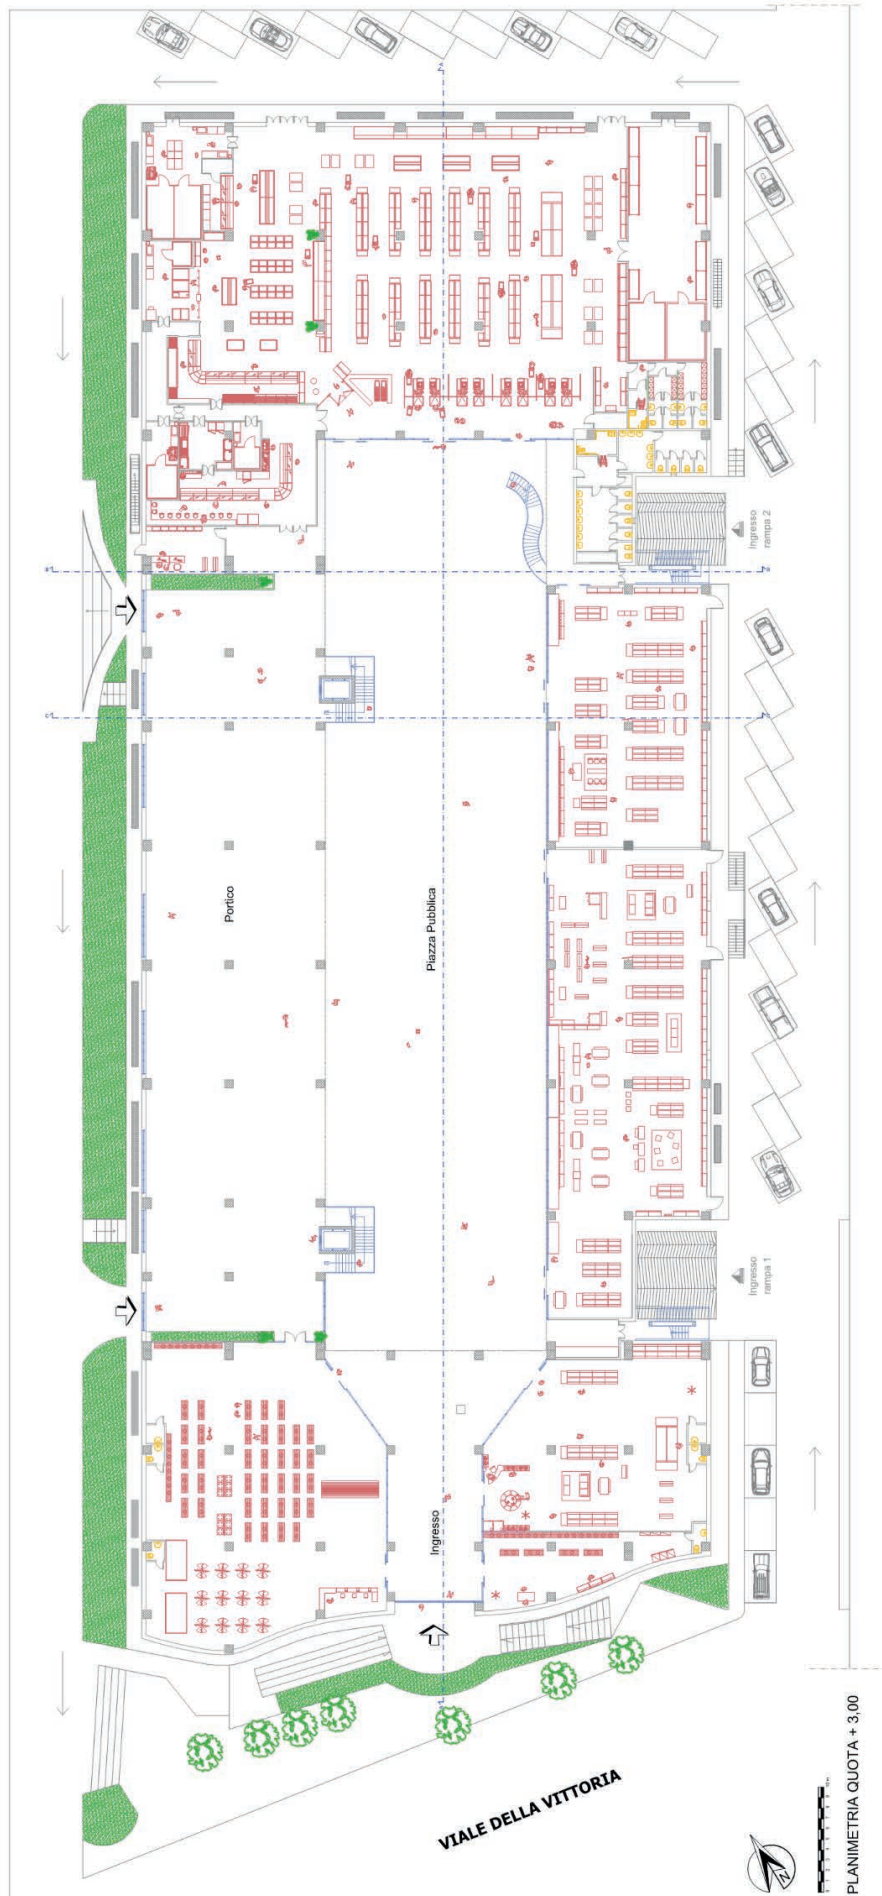 Ingresso
rampa 2
Portico
Piazza Pubblica
Ingresso
rampa 1
Ingresso
VIALE DELLA VITTORIA
N
PLANIMETRIA QUOTA + 3,00